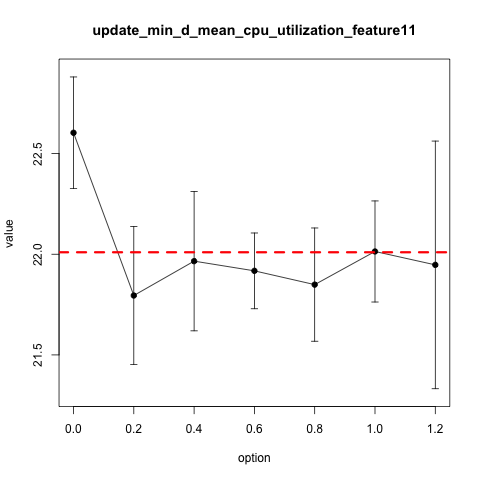 update_min_d_mean_cpu_utilization_feature11
value
22.5
22.0
21.5
0.0 0.2 0.4 0.6 0.8 1.0 1.2
option